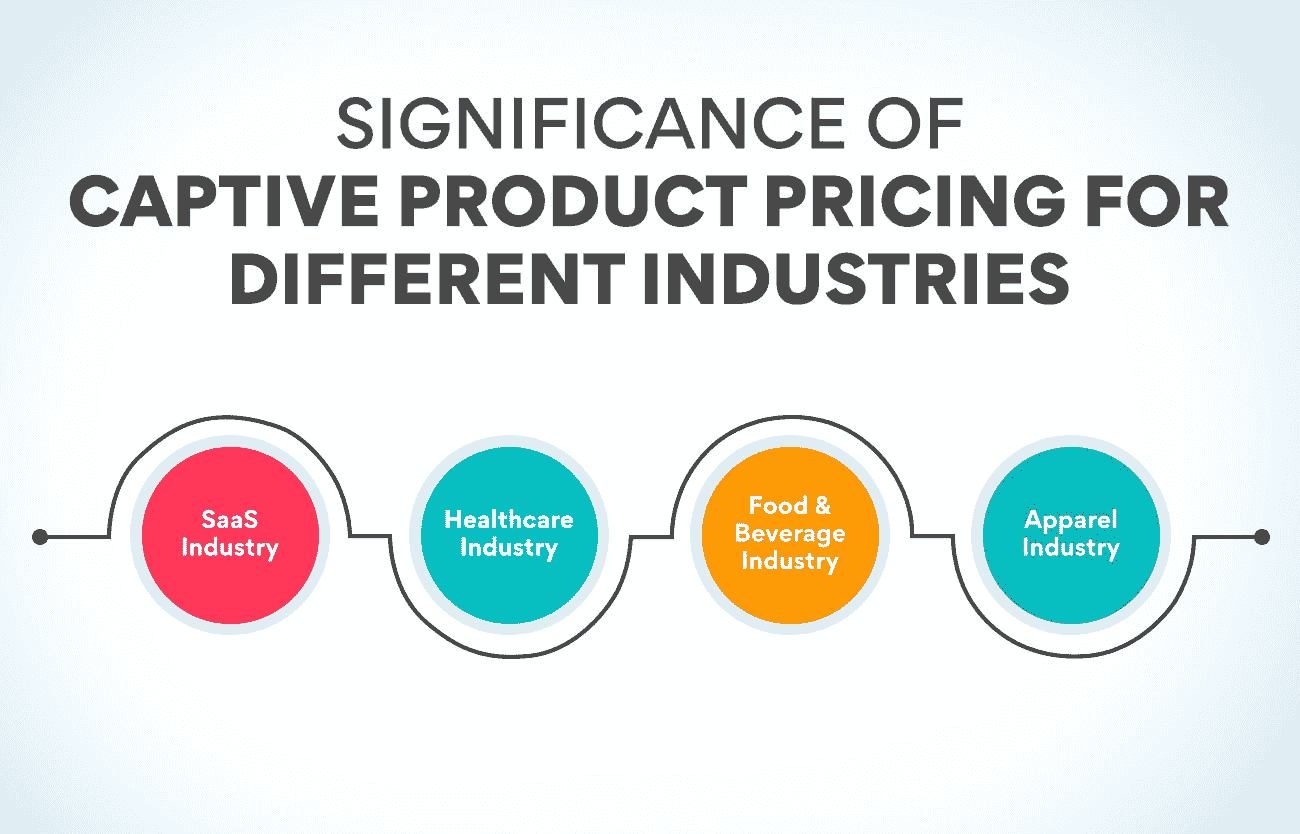 SIGNIFICANCE OF
CAPTIVE PRODUCT PRICING FOR
DIFFERENT INDUSTRIES
SaaS
Industry
Healthcare
Industry
Food &
Beverage
Industry
Apparel
Industry